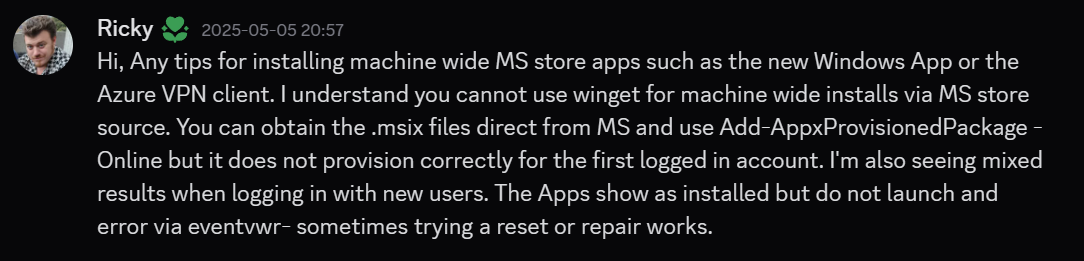 Ricky 2025-05-05 20:57
Hi, Any tips for installing machine wide MS store apps such as the new Windows App or the
Azure VPN client. I understand you cannot use winget for machine wide installs via MS store
source. You can obtain the .msix files direct from MS and use Add-AppxProvisionedPackage -
Online but it does not provision correctly for the first logged in account. I'm also seeing mixed
results when logging in with new users. The Apps show as installed but do not launch and
error via eventvwr- sometimes trying a reset or repair works.